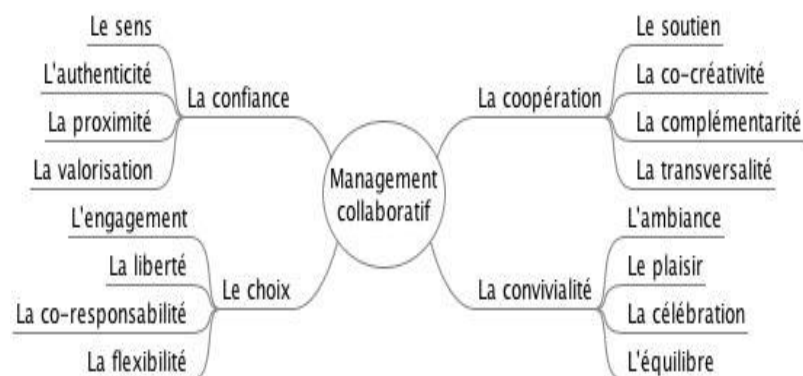 Le sens
L'authenticité
La proximité
La valorisation
La confiance
L'engagement
La liberté
La co-responsabilité
La flexibilité
Le choix
Management
collaboratif
La coopération
Le soutien
La co-créativité
La complémentarité
La transversalité
La convivialité
L'ambiance
Le plaisir
La célébration
L'équilibre